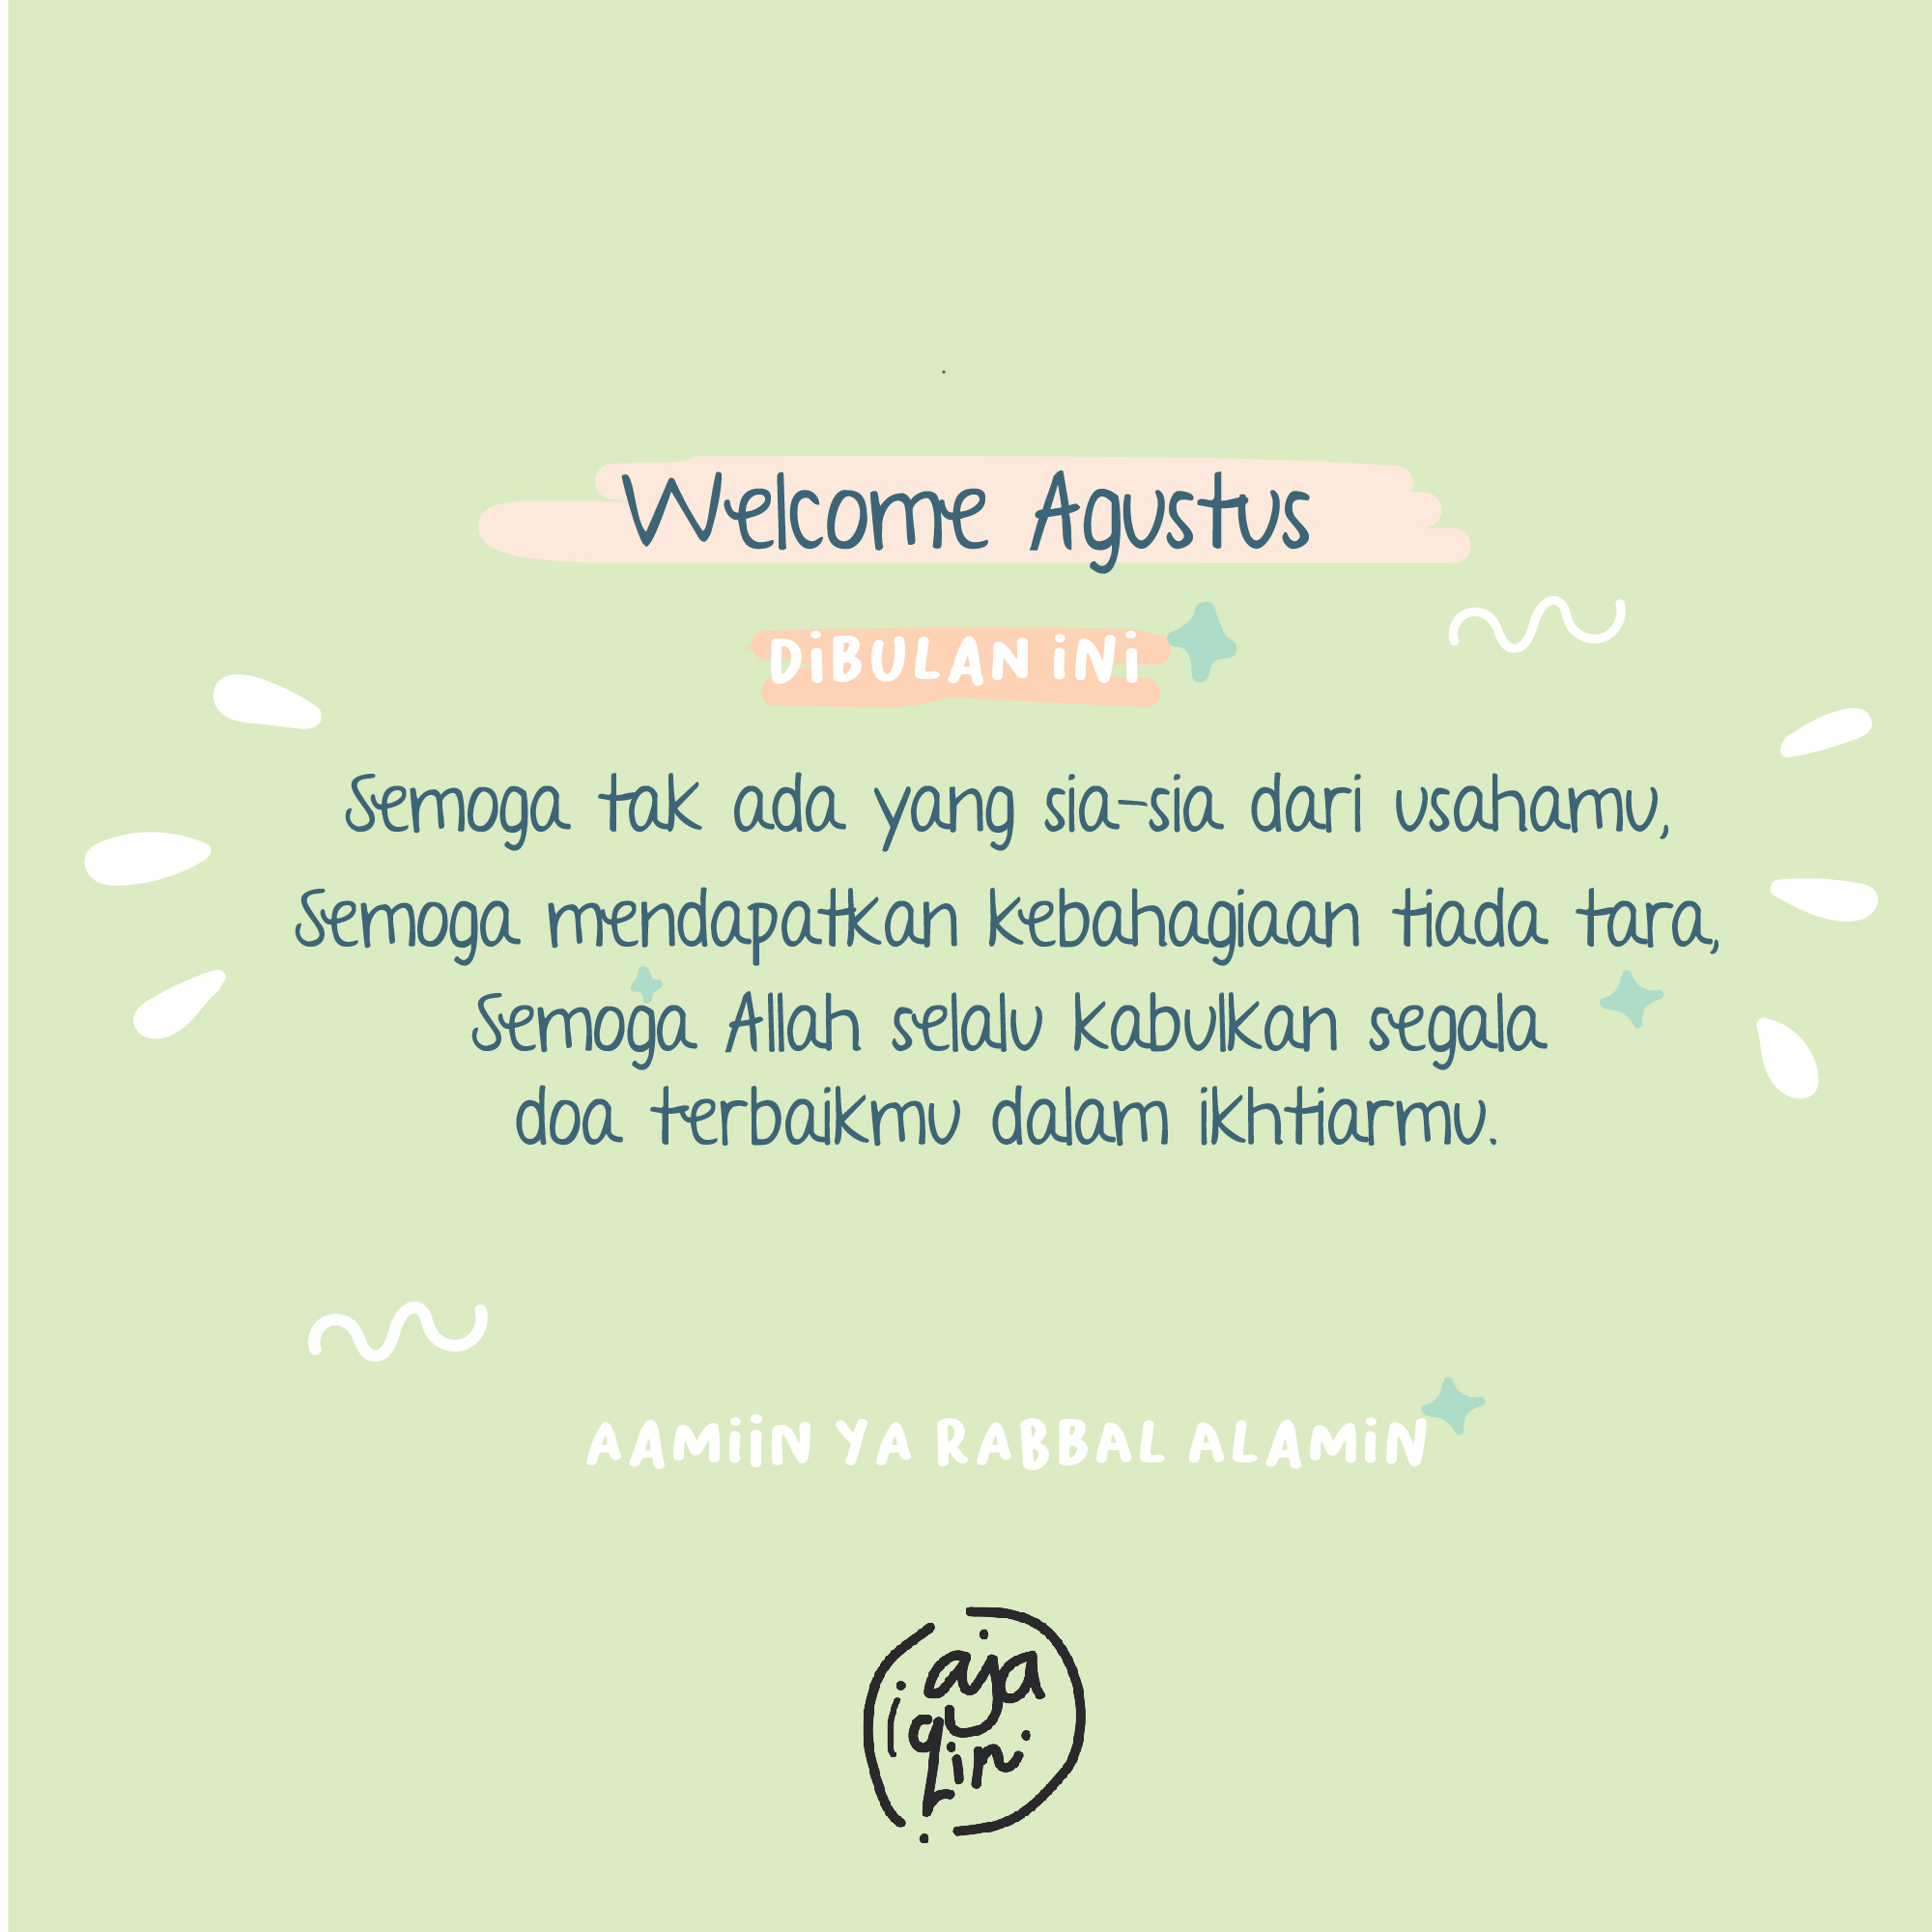 Welcome Agustus
DiBULAN iNi
Semoga tak ada yang sia-sia dari usahamu,
Semoga mendapatkan kebahagiaan tiada tara,
Semoga Allah selalu kabulkan segala
doa terbaikmu dalam ikhtiarmu.
AAMiiN YA RABBAL ALAMiN
aja
qin